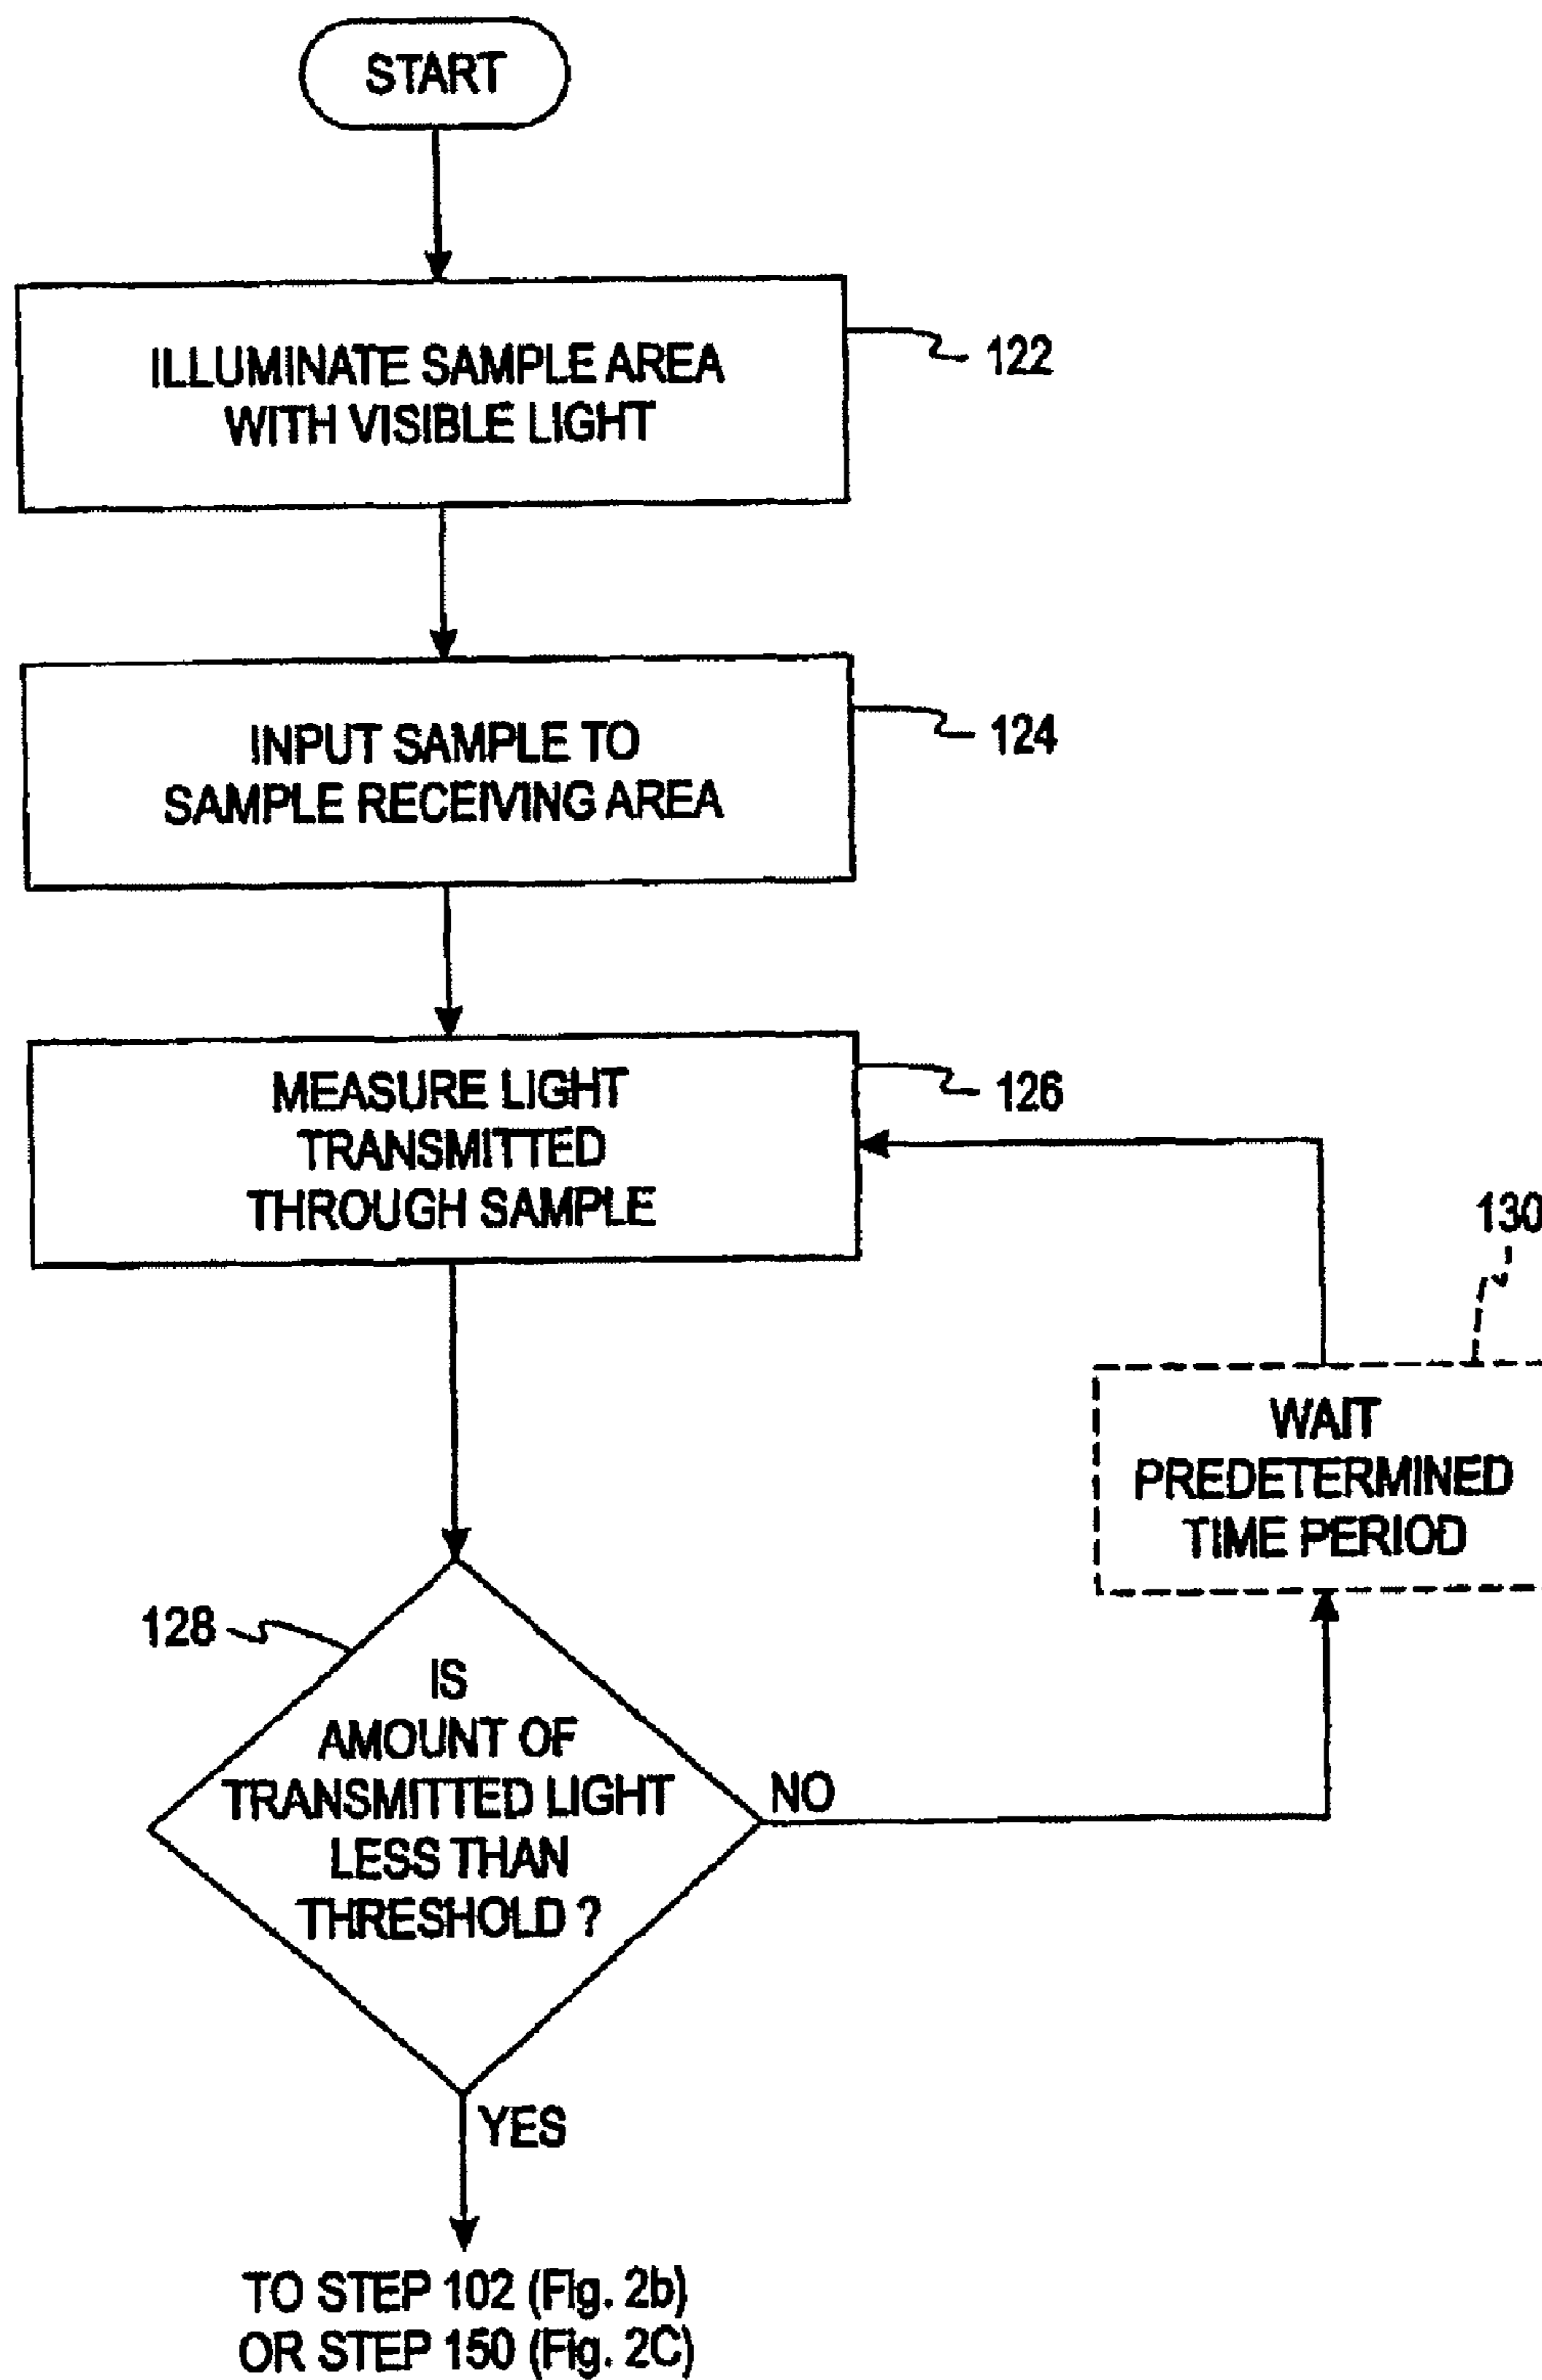 START
ILLUMINATE SAMPLE AREA
WITH VISIBLE LIGHT
122
INPUT SAMPLE TO
SAMPLE RECEIVING AREA
124
MEASURE LIGHT
TRANSMITTED
THROUGH SAMPLE
126
130
WAIT
PREDETERMINED
TIME PERIOD
128
IS
AMOUNT OF
TRANSMITTED LIGHT
LESS THAN
THRESHOLD ?
NO
YES
TO STEP 102 (Fig. 2b)
OR STEP 150 (Fig. 2C)